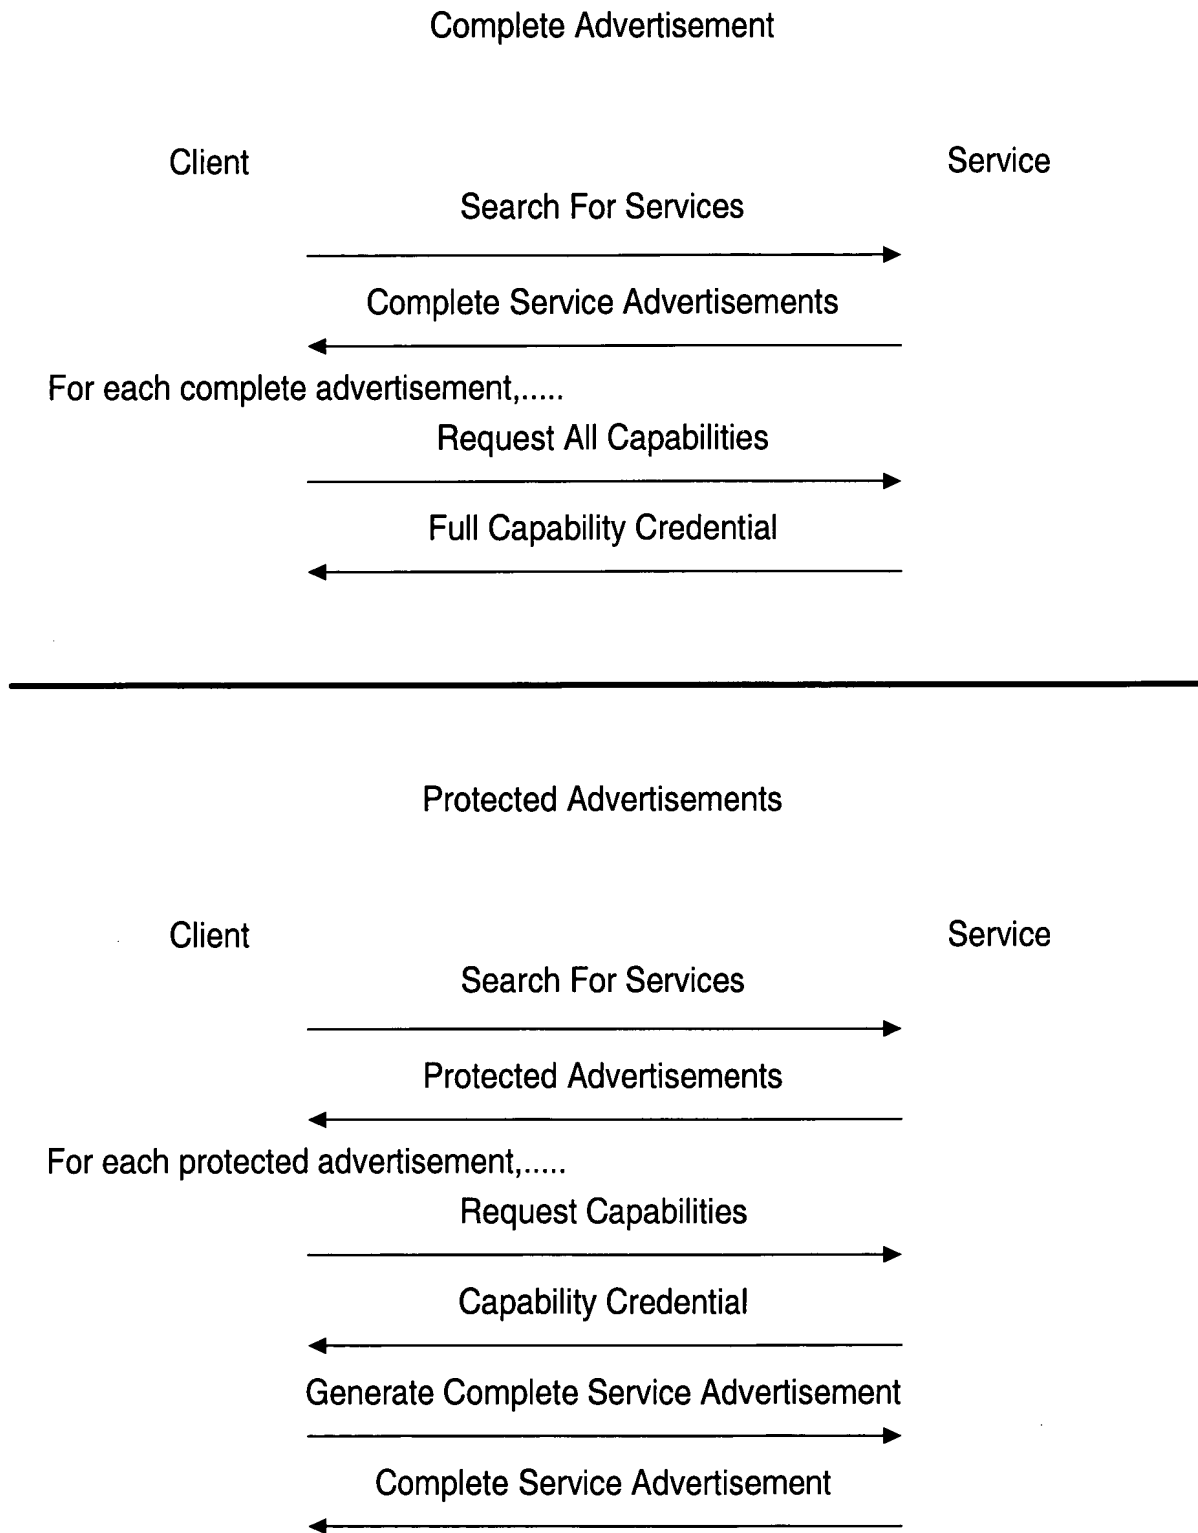 Complete Advertisement
Client
Service
Search For Services
Complete Service Advertisements
For each complete advertisement,.....
Request All Capabilities
Full Capability Credential
Protected Advertisements
Client
Service
Search For Services
Protected Advertisements
For each protected advertisement,.....
Request Capabilities
Capability Credential
Generate Complete Service Advertisement
Complete Service Advertisement